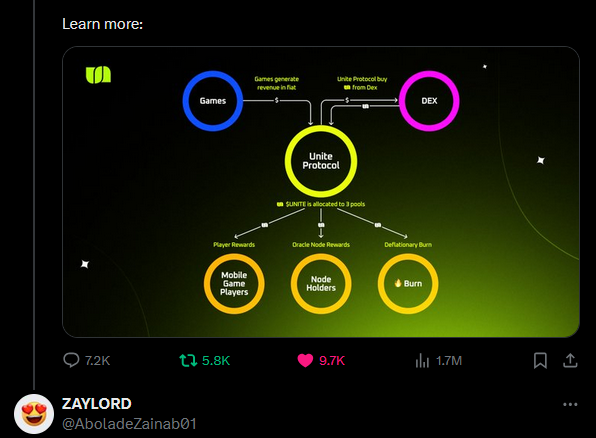 Learn more:
Games generate
revenue in fiat
Unite Protocol buy
from Dex
Games
$
$
DEX
Unite
Protocol
$UNITE is allocated to 3 pools
Player Rewards
Oracle Node Rewards
Deflationary Burn
Mobile
Game
Players
Node
Holders
🔥 Burn
7.2K
5.8K
9.7K
1.7M
ZAYLORD
@AboladeZainab01